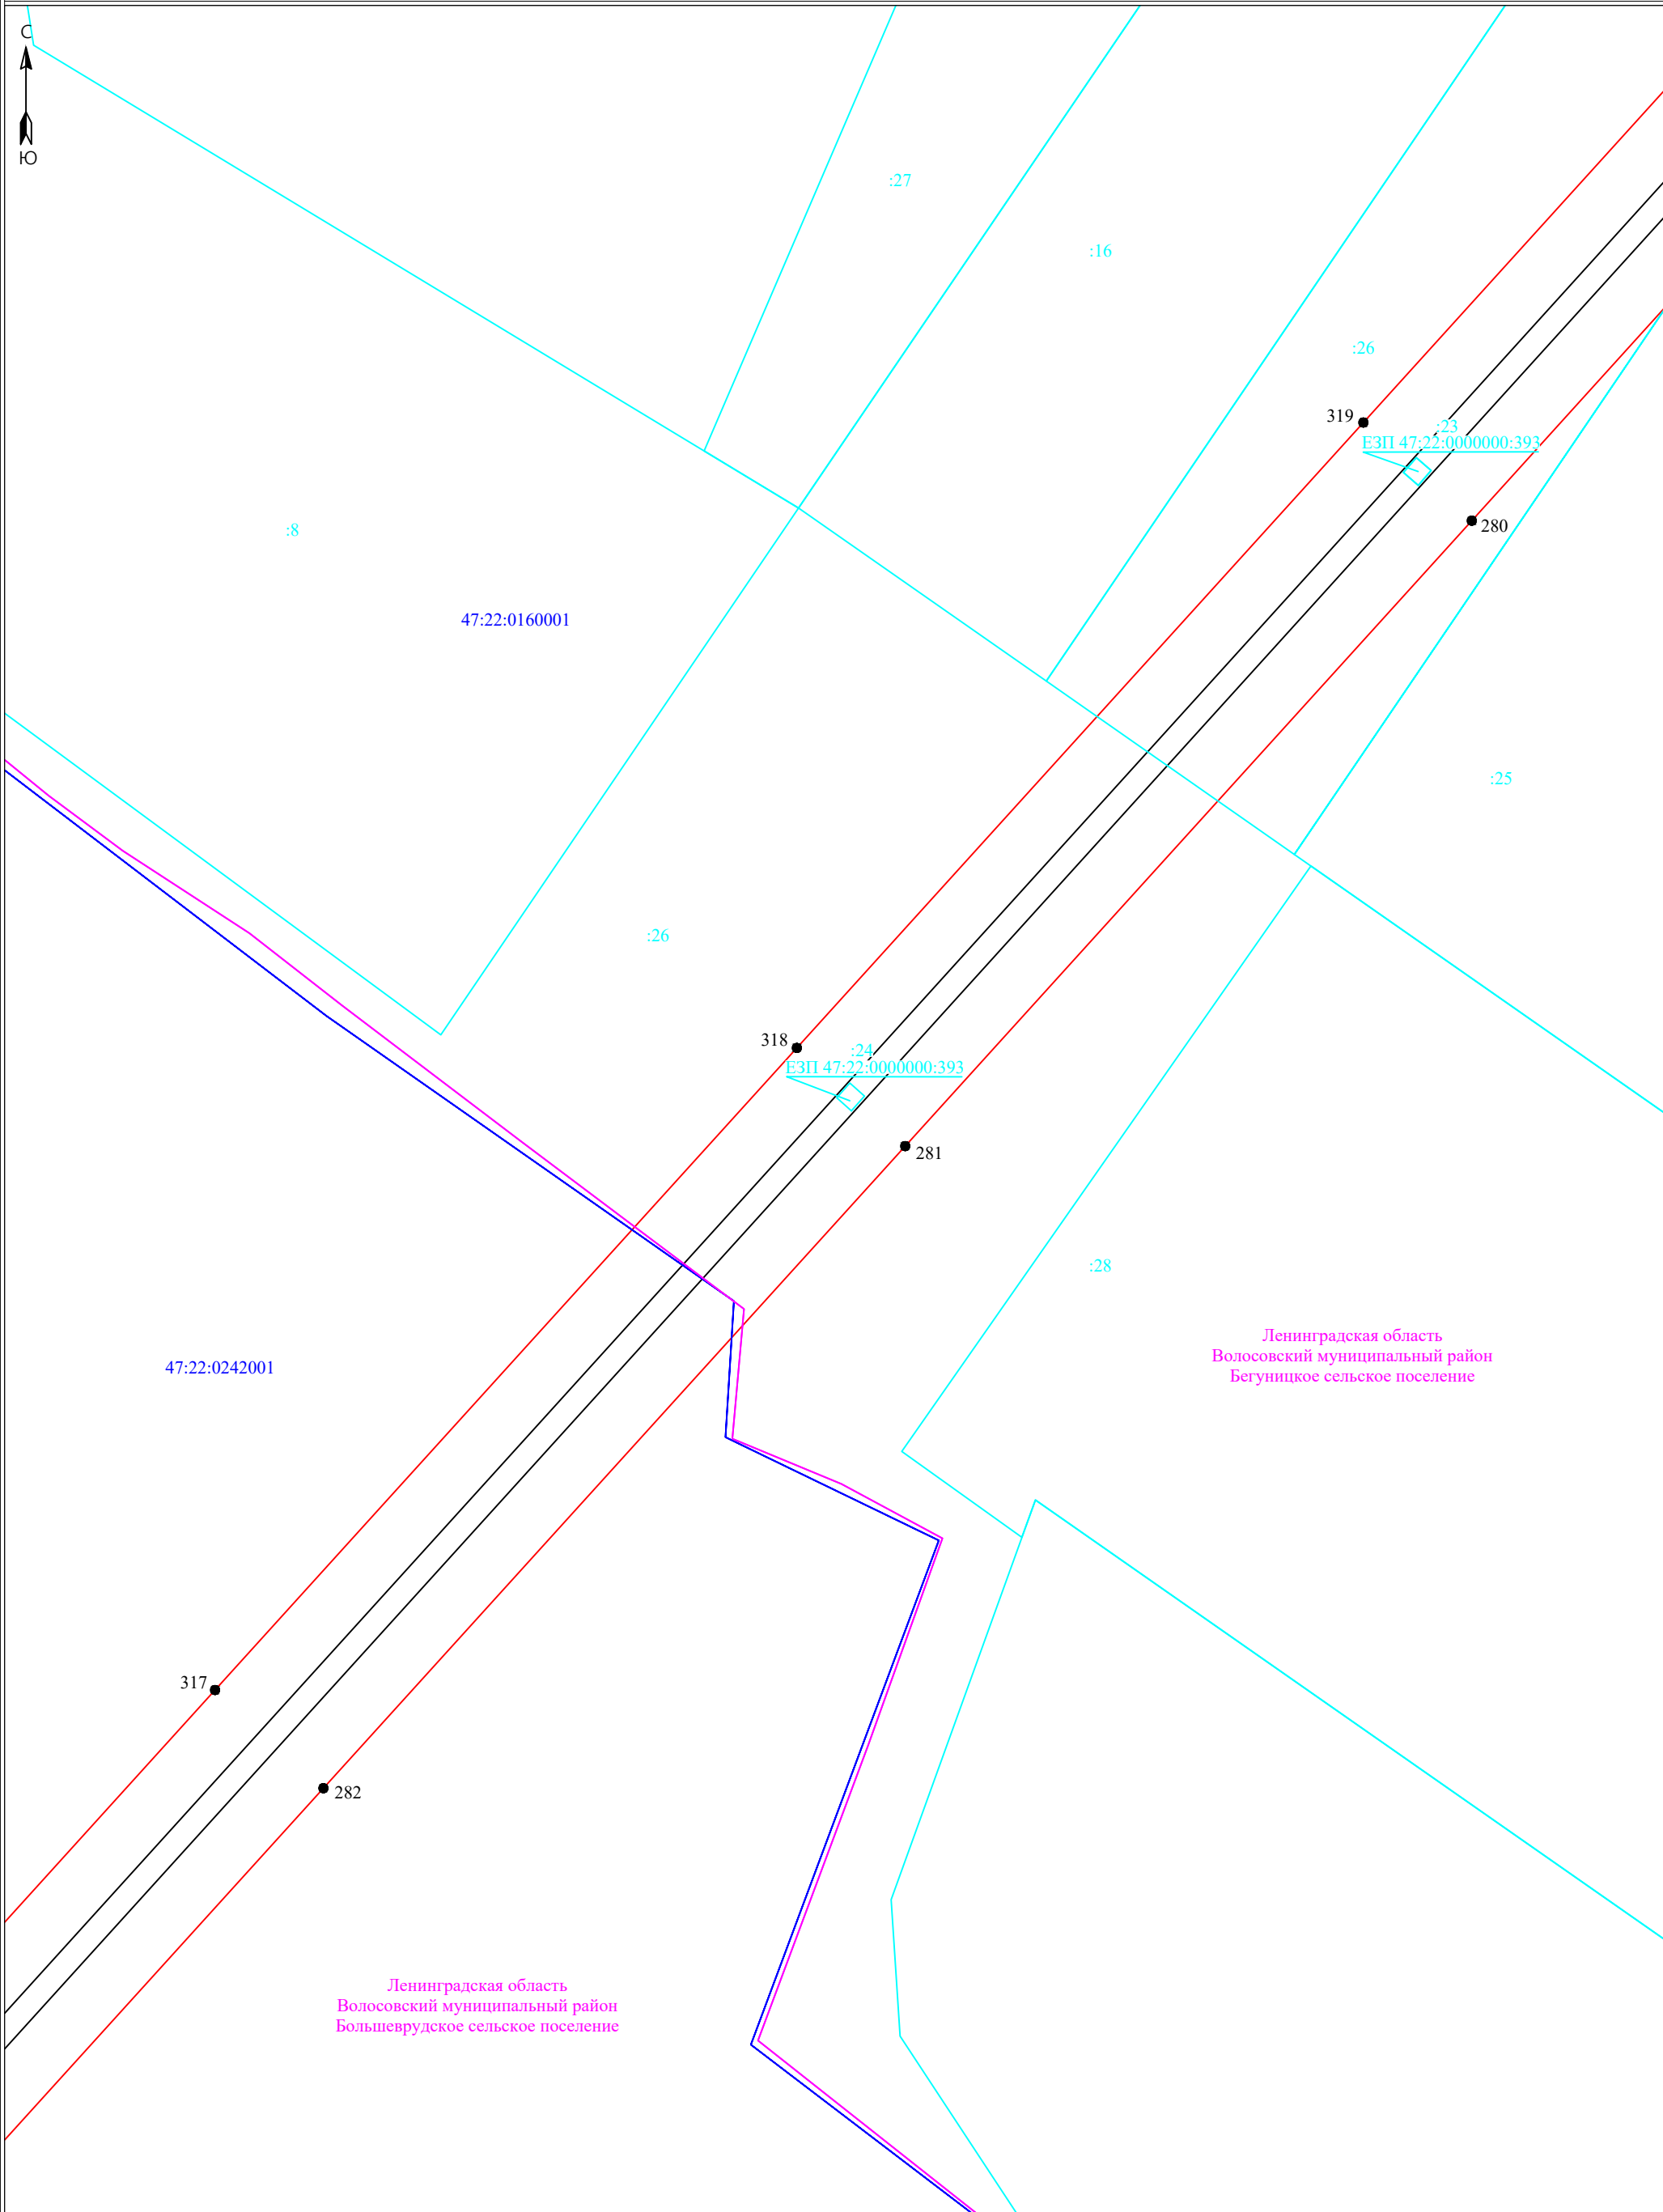 С
Ю
:27
:16
:26
319
:23
ЕЗП 47:22:0000000:393
280
:8
47:22:0160001
:25
:26
318
:24
ЕЗП 47:22:0000000:393
281
:28
Ленинградская область
Волосовский муниципальный район
Бегуницкое сельское поселение
47:22:0242001
317
282
Ленинградская область
Волосовский муниципальный район
Большеврудское сельское поселение